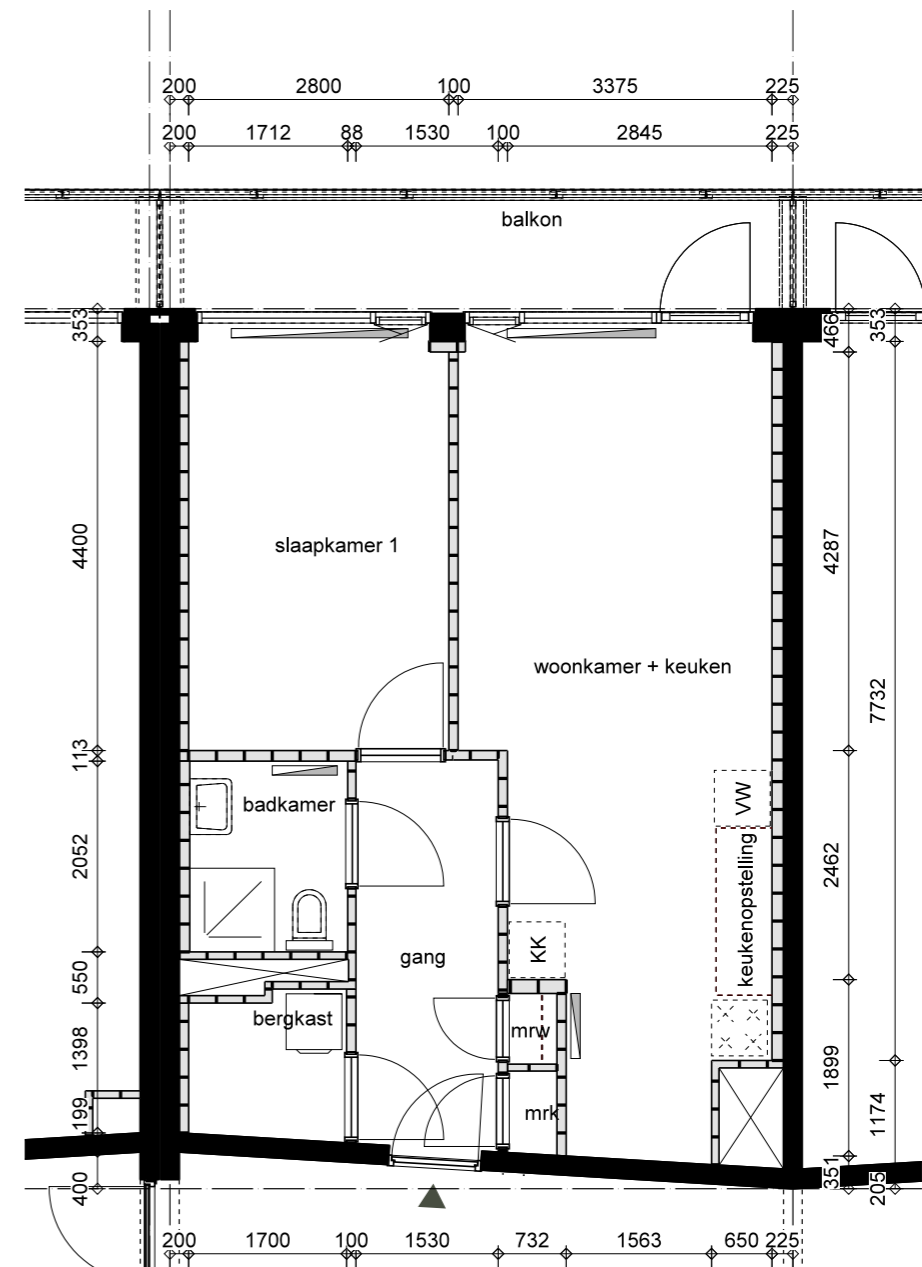 200 2800 100 3375 225
200 1712 88 1530 100 2845 225
balkon
353
466
353
4400
slaapkamer 1
4287
woonkamer + keuken
7732
113
badkamer
VW
2052
keukenopstelling
2462
gang
KK
550
bergkast
mrw
1398
1899
mrk
1174
199
400
351
205
200 1700 100 1530 732 1563 650 225